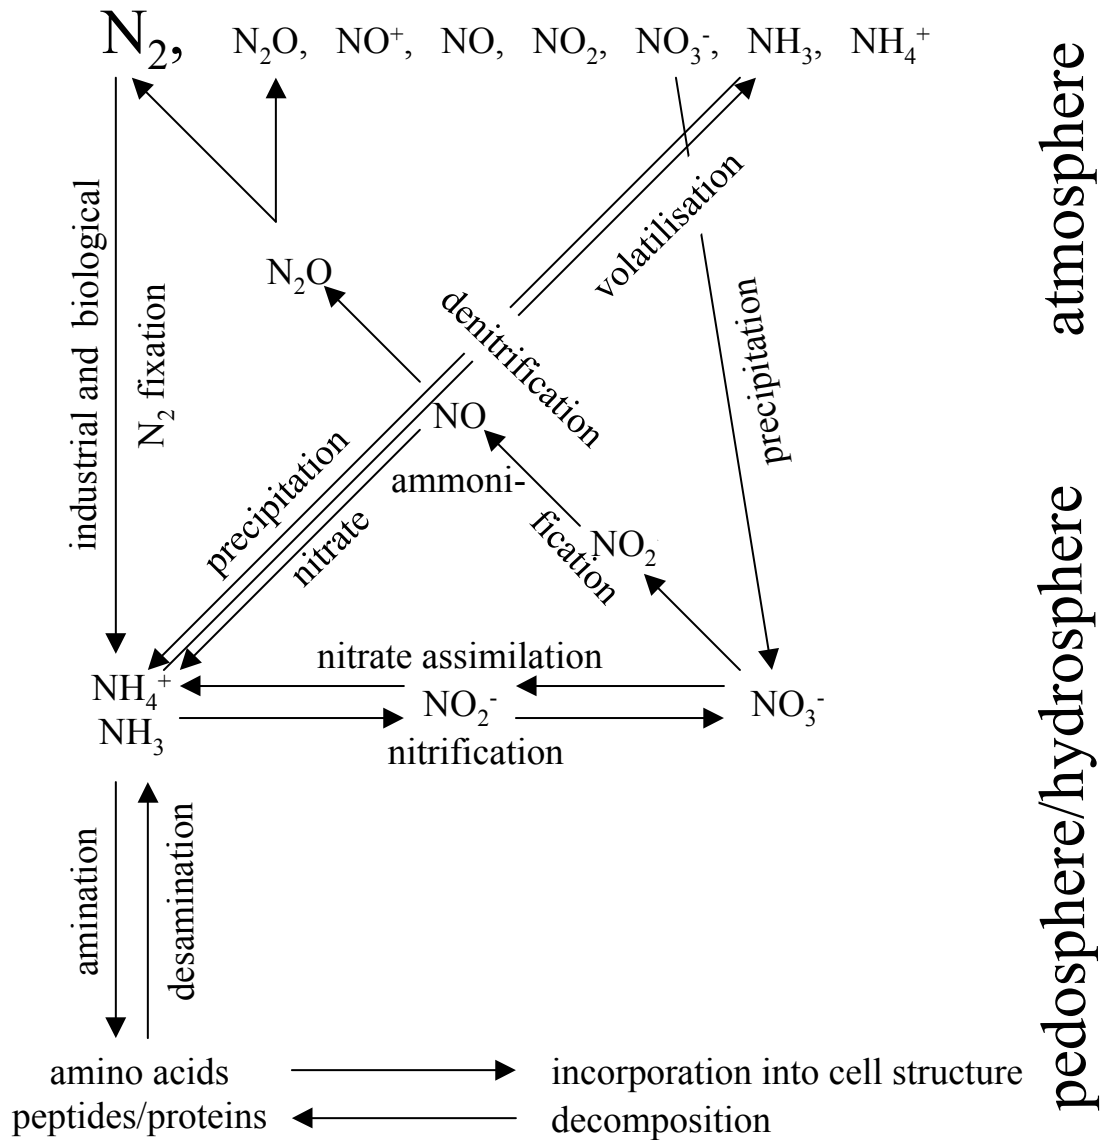 N₂, N₂O, NO⁺, NO, NO₂, NO₃⁻, NH₃, NH₄⁺
atmosphere
industrial and biological
N₂ fixation
volatilisation
N₂O
denitrification
precipitation
NO
precipitation
nitrate
ammoni-
fication
NO₂
pedosphere/hydrosphere
nitrate assimilation
NH₄⁺
NH₃
NO₂⁻
NO₃⁻
nitrification
amination
desamination
amino acids
incorporation into cell structure
peptides/proteins
decomposition